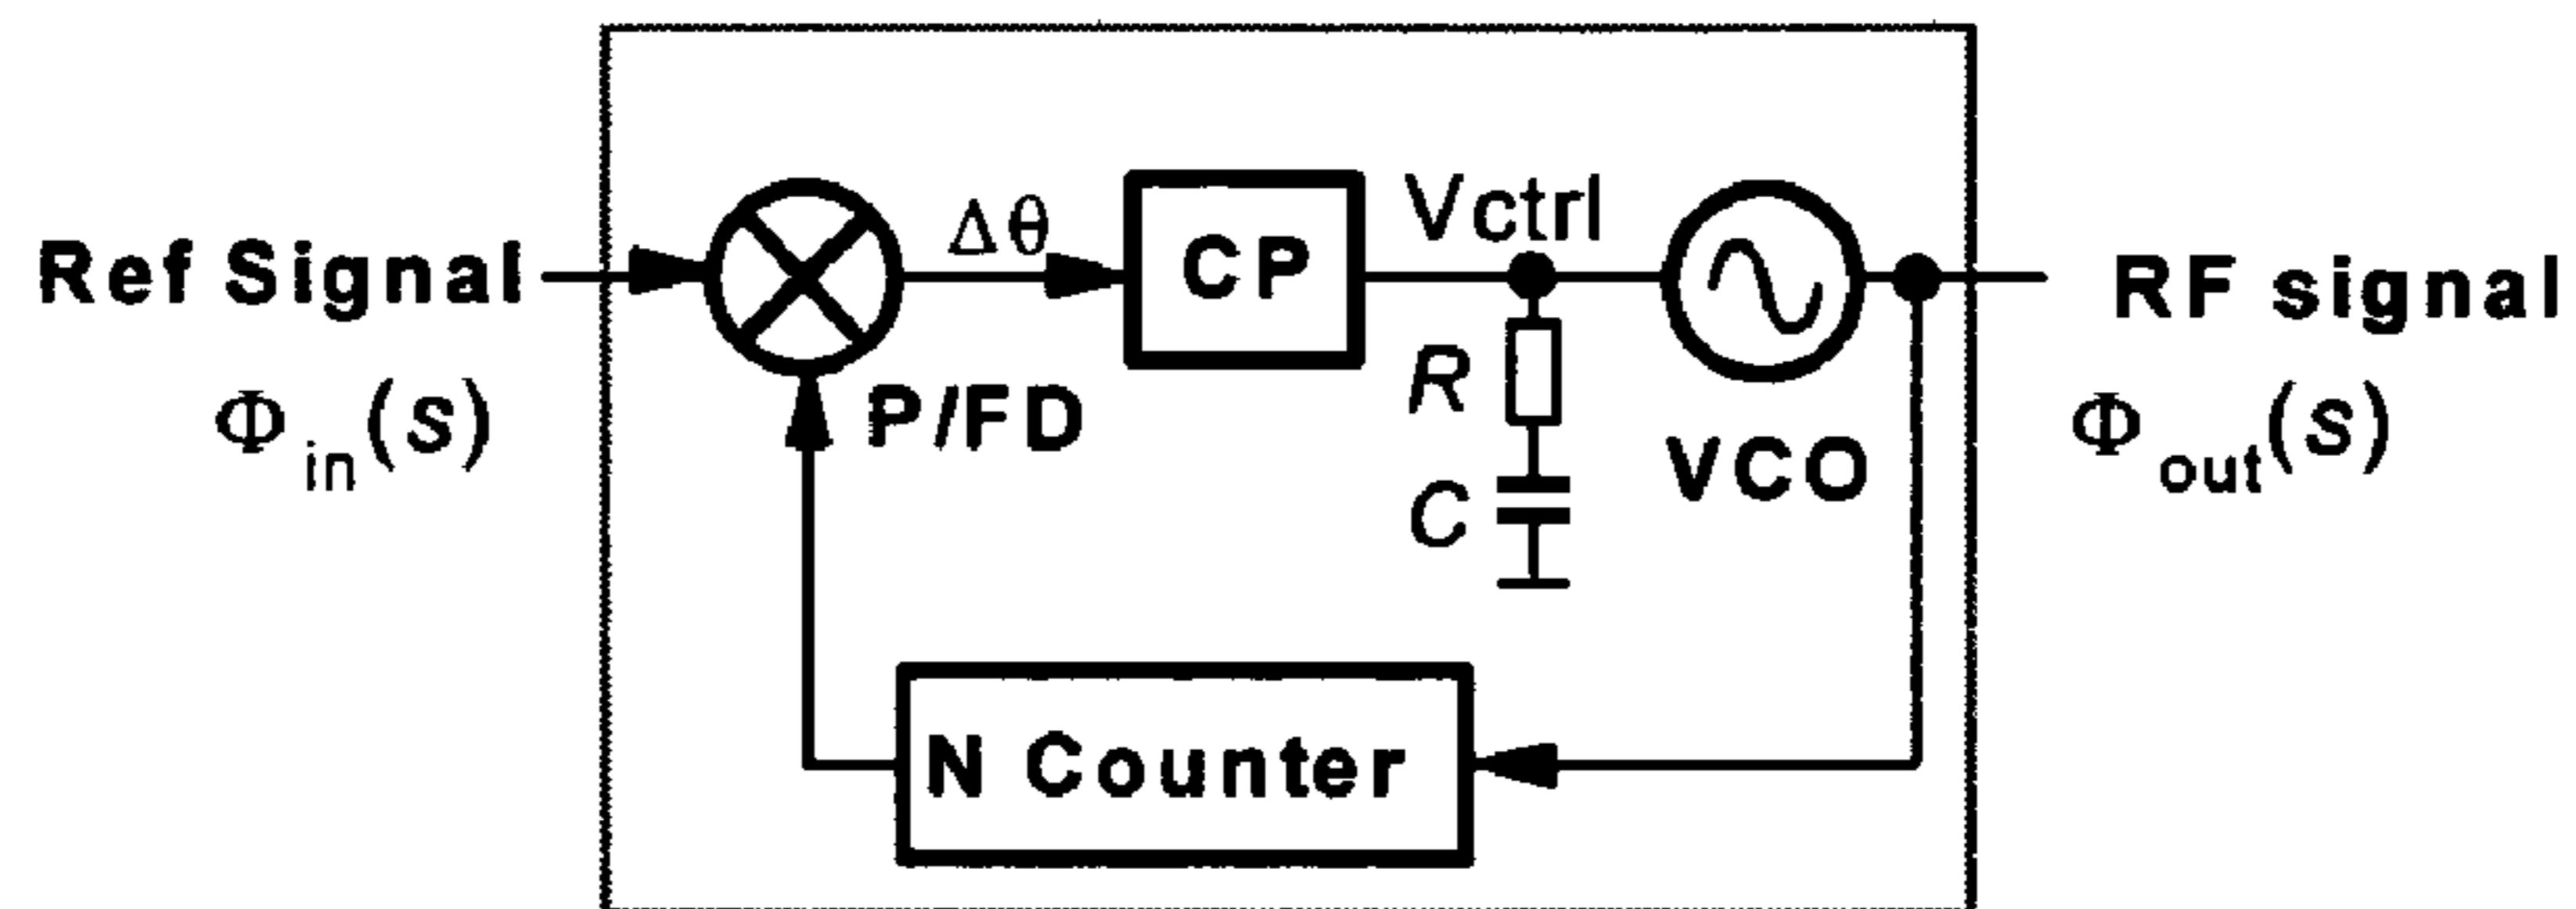 Ref Signal
Φin(s)
Δθ
P/FD
CP
Vctrl
R
C
VCO
RF signal
Φout(s)
N Counter